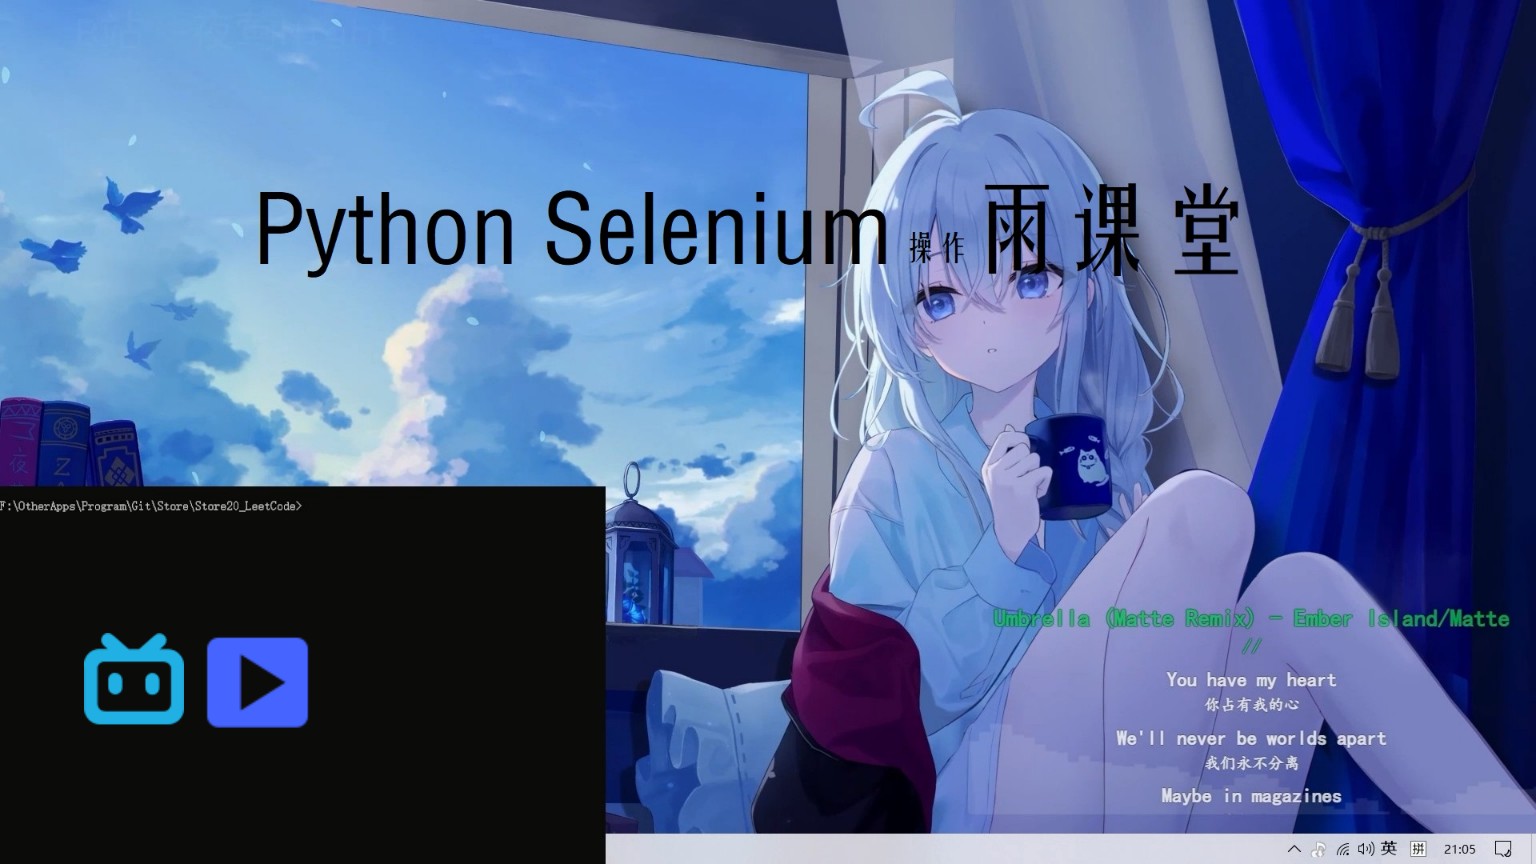 Python Selenium 操作 雨课堂
夜
Z
F:\OtherApps\Program\Git\Store\Store20_LeetCode>
Umbrella (Matte Remix) - Ember Island/Matte
//
You have my heart
你占有我的心
We'll never be worlds apart
我们永不分离
Maybe in magazines
英 拼 21:05